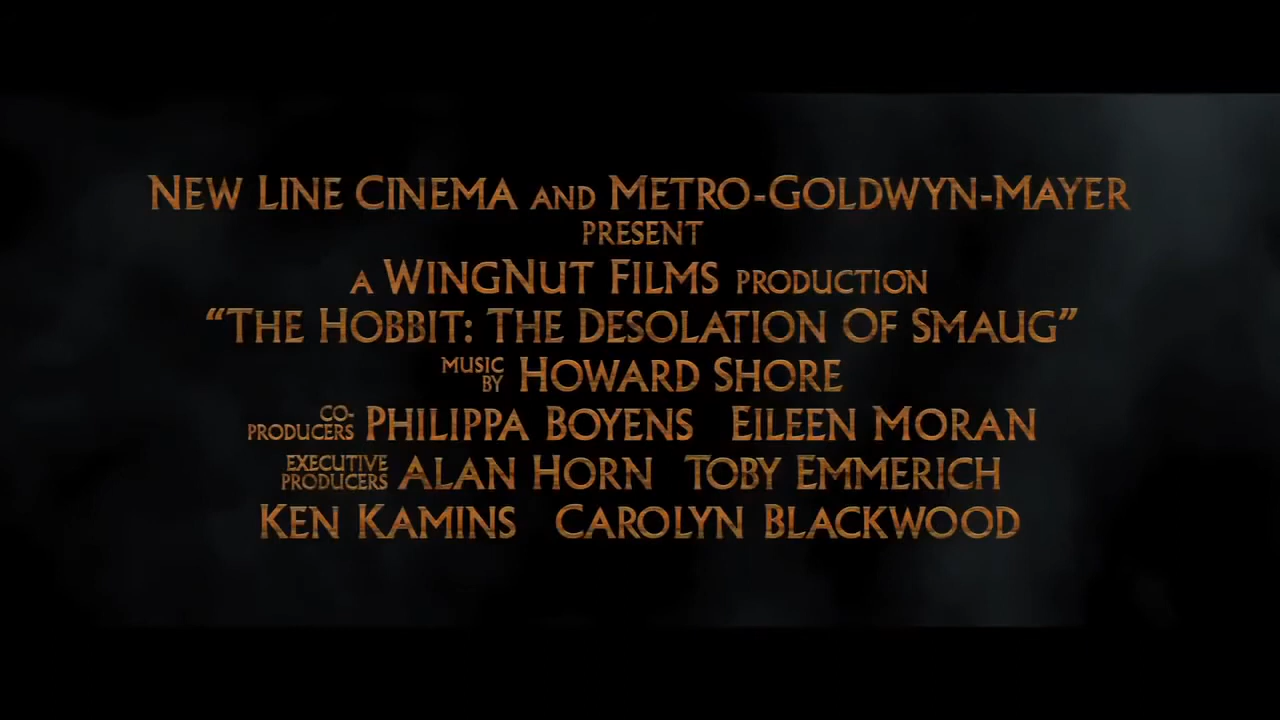 NEW LINE CINEMA AND METRO-GOLDWYN-MAYER
PRESENT
A WINGNUT FILMS PRODUCTION
“THE HOBBIT: THE DESOLATION OF SMAUG”
MUSIC BY HOWARD SHORE
CO-PRODUCERS PHILIPPA BOYENS EILEEN MORAN
EXECUTIVE PRODUCERS ALAN HORN TOBY EMMERICH
KEN KAMINS CAROLYN BLACKWOOD